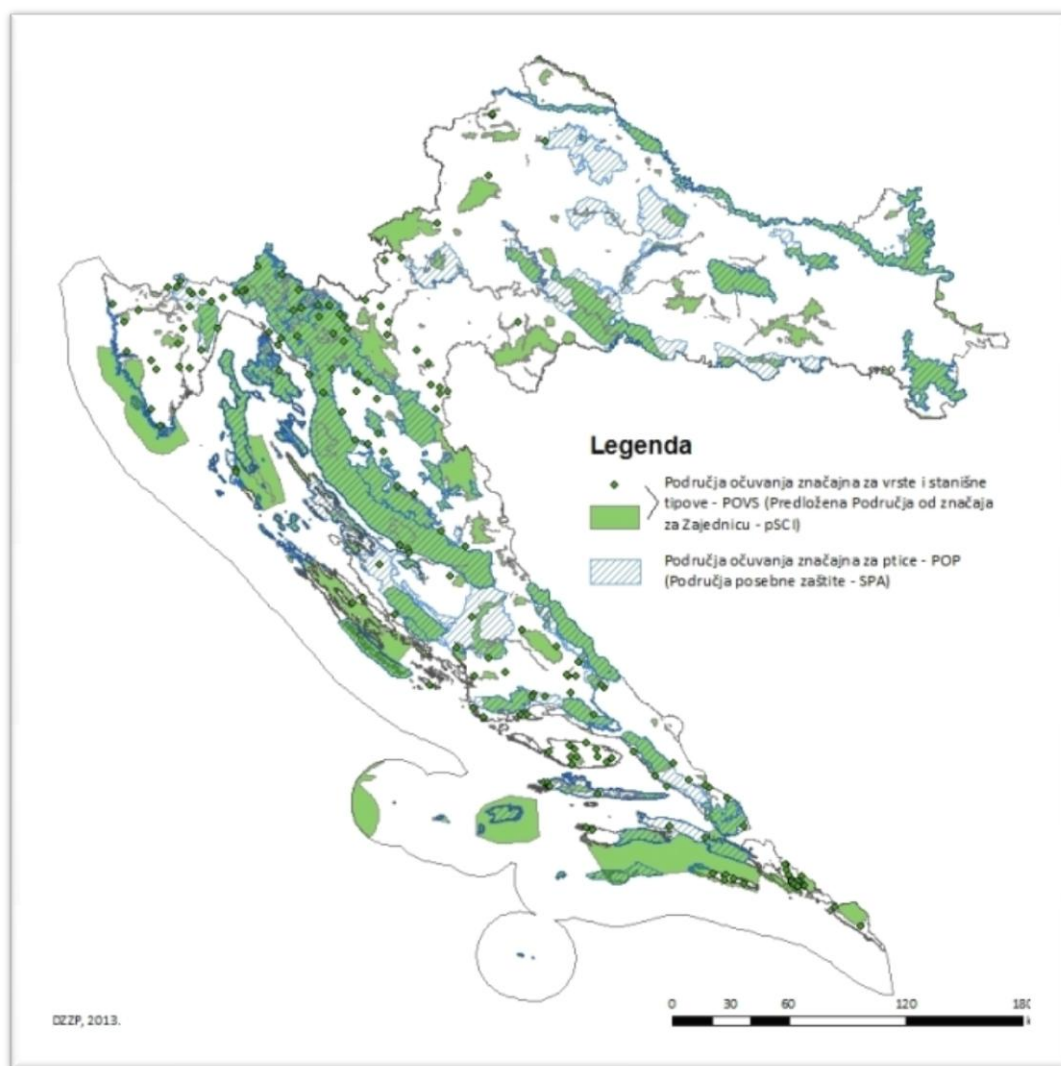 Legenda
Područja očuvanja značajna za vrste i stanišne
tipove - POVS (Predložena Područja od značaja
za Zajednicu - pSCI)
Područja očuvanja značajna za ptice - POP
(Područja posebne zaštite - SPA)
DZZP, 2013.
0 30 60 120 180